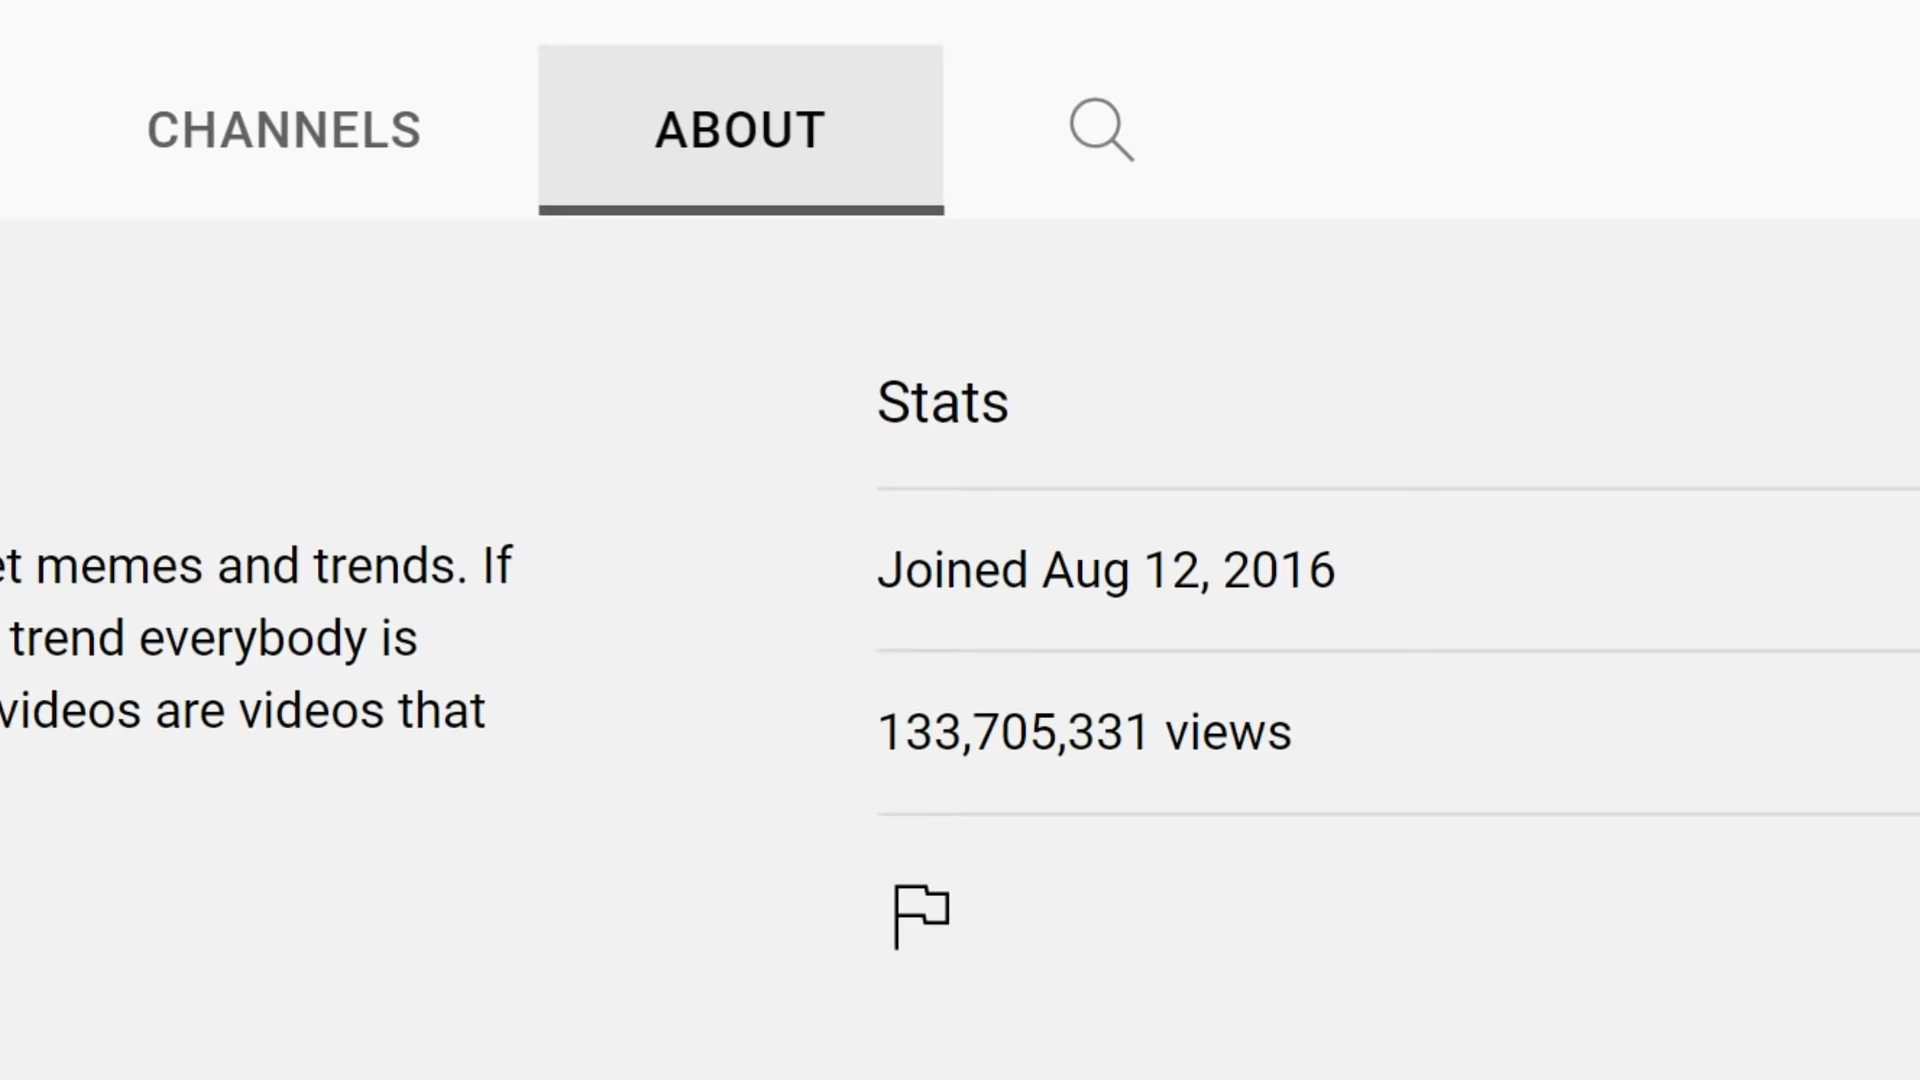 CHANNELS
ABOUT
Stats
et memes and trends. If
trend everybody is
videos are videos that
Joined Aug 12, 2016
133,705,331 views